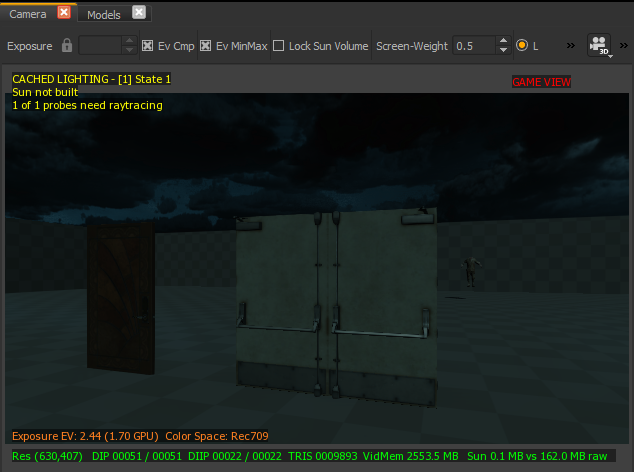 Camera Models
Exposure Ev Cmp Ev MinMax Lock Sun Volume Screen-Weight 0.5 L » 3D »
CACHED LIGHTING - [1] State 1
GAME VIEW
Sun not built
1 of 1 probes need raytracing
Exposure EV: 2.44 (1.70 GPU) Color Space: Rec709
Res (630,407) DIP 00051 / 00051 DIIP 00022 / 00022 TRIS 0009893 VidMem 2553.5 MB Sun 0.1 MB vs 162.0 MB raw